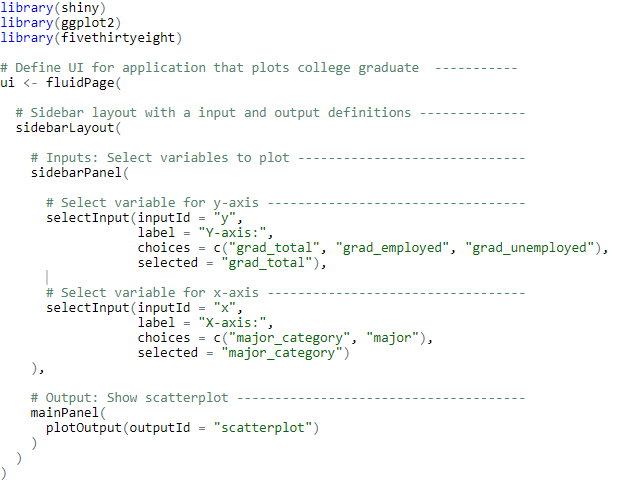 library(shiny)
library(ggplot2)
library(fivethirtyeight)

# Define UI for application that plots college graduate  -----------
ui <- fluidPage(

  # Sidebar layout with a input and output definitions --------------
  sidebarLayout(

    # Inputs: Select variables to plot ------------------------------
    sidebarPanel(

      # Select variable for y-axis ----------------------------------
      selectInput(inputId = "y",
                  label = "Y-axis:",
                  choices = c("grad_total", "grad_employed", "grad_unemployed"),
                  selected = "grad_total"),

      # Select variable for x-axis ----------------------------------
      selectInput(inputId = "x",
                  label = "X-axis:",
                  choices = c("major_category", "major"),
                  selected = "major_category")
    ),

    # Output: Show scatterplot --------------------------------------
    mainPanel(
      plotOutput(outputId = "scatterplot")
    )
  )
)